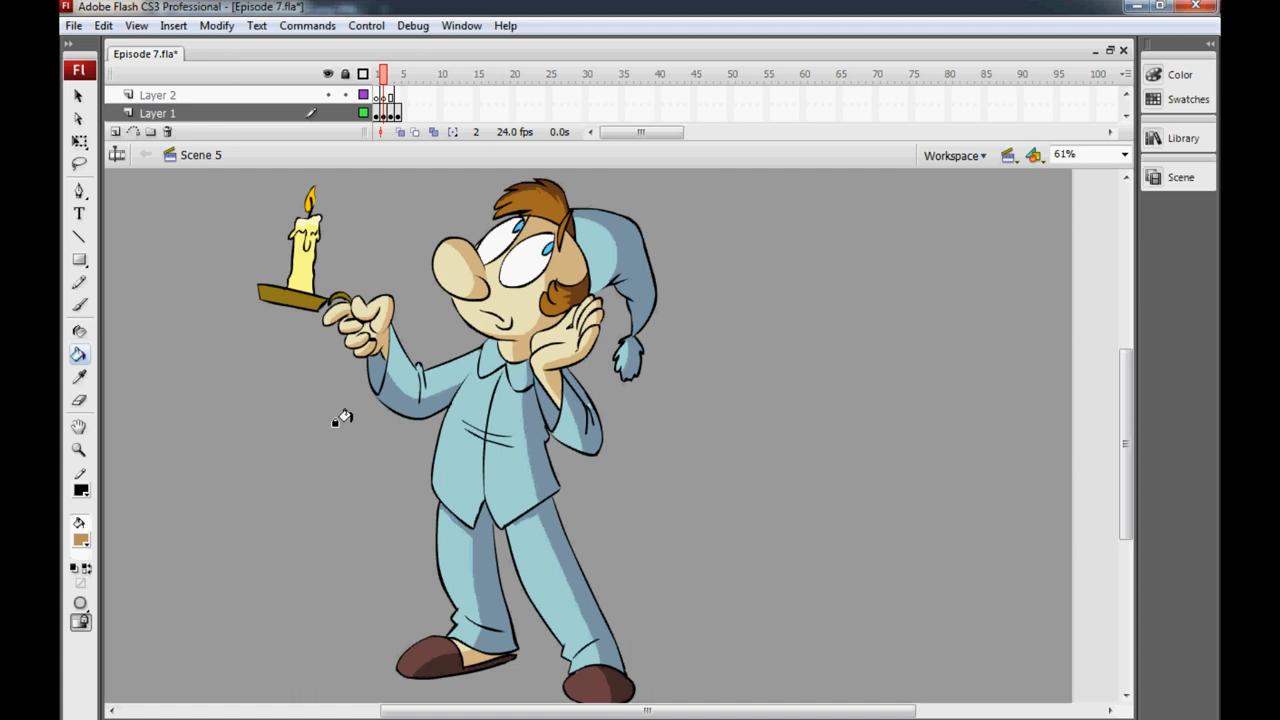 Adobe Flash CS3 Professional - [Episode 7.fla*]
File Edit View Insert Modify Text Commands Control Debug Window Help
Episode 7.fla*
Fl
1 5 10 15 20 25 30 35 40 45 50 55 60 65 70 75 80 85 90 95 100
Layer 2
Layer 1
2 24.0 fps 0.0s
Scene 5
Workspace
61%
T
Color
Swatches
Library
Scene